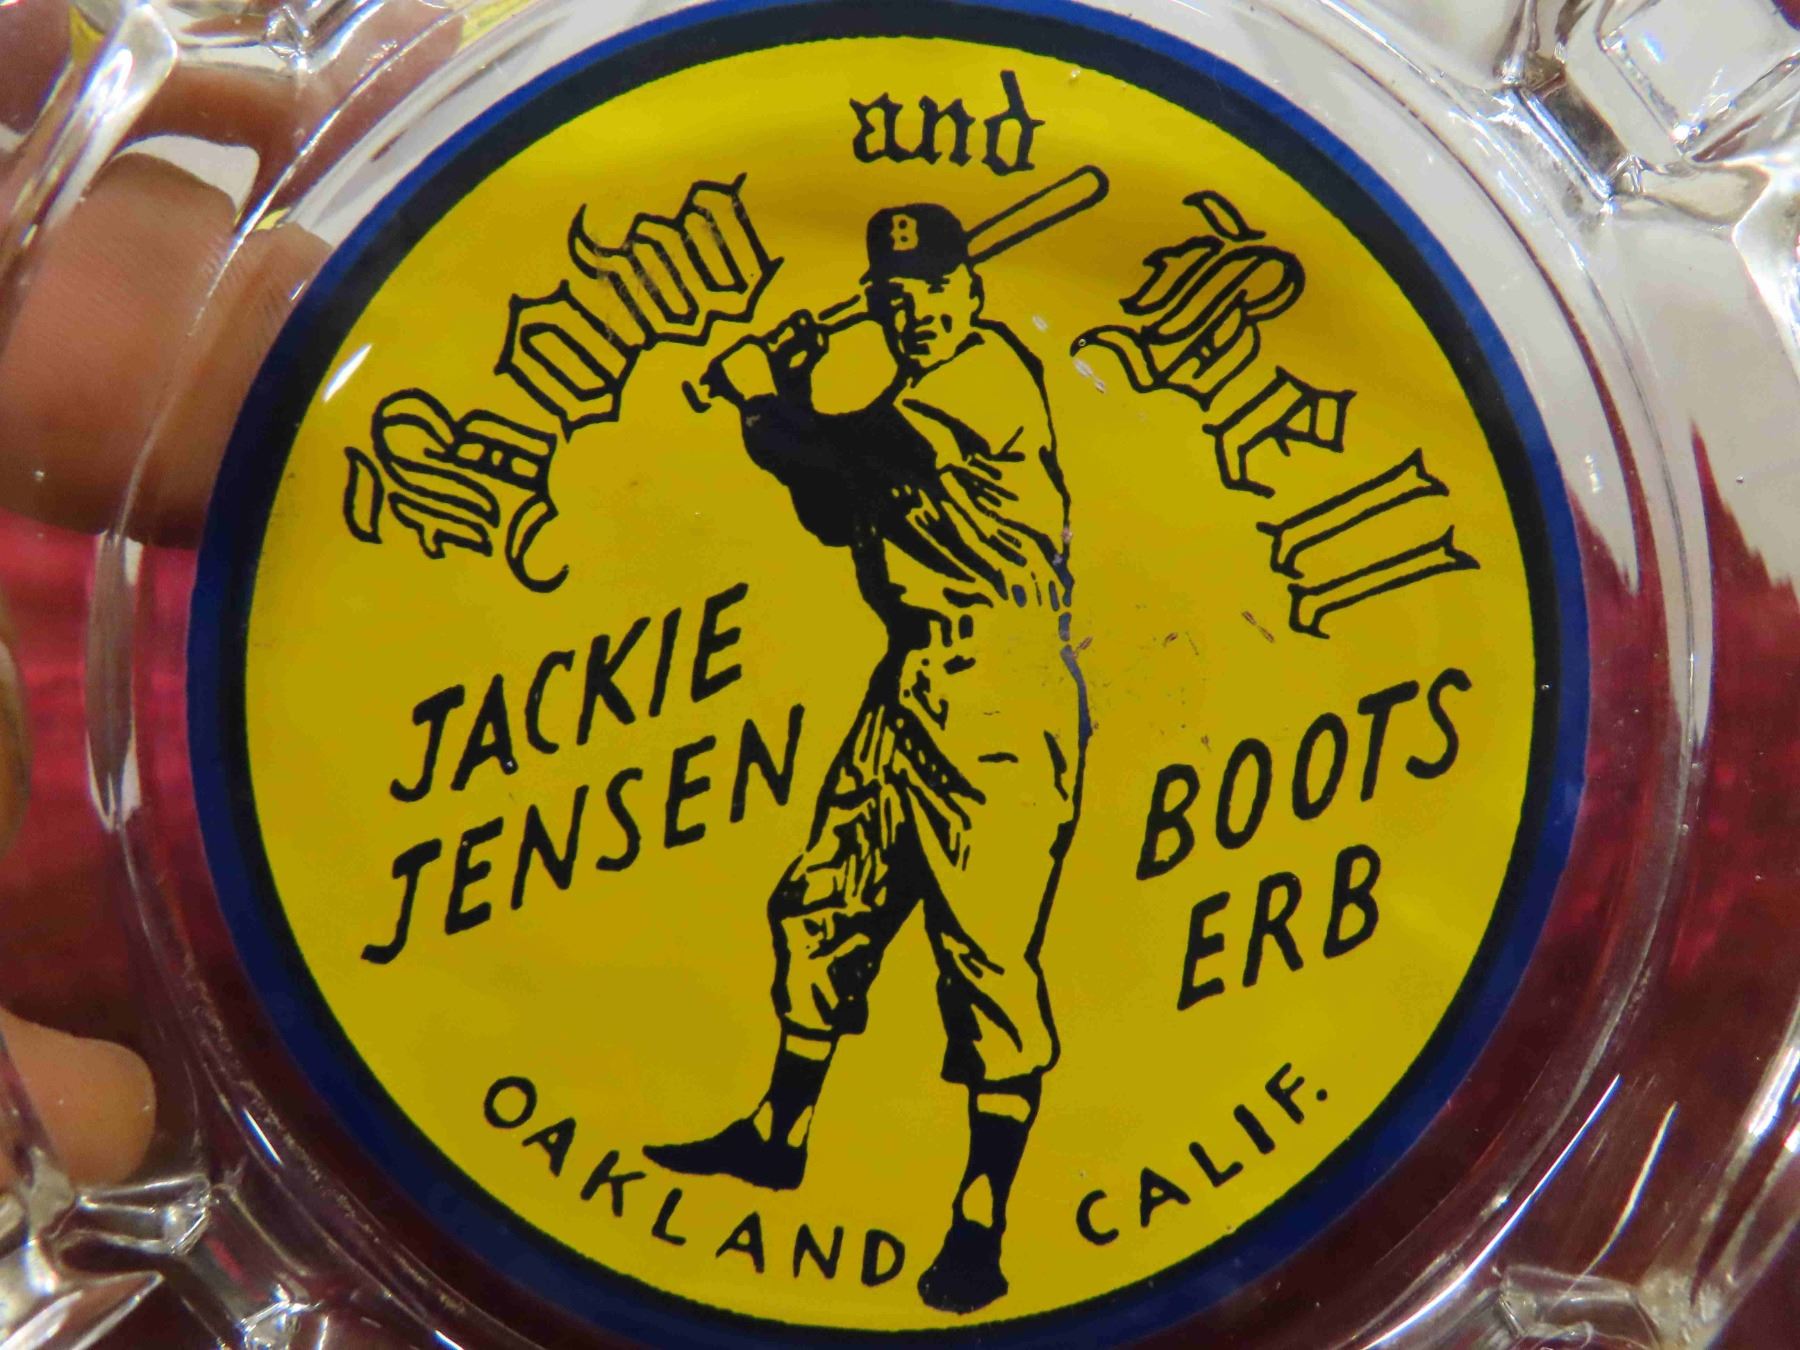 Bow and Bell
B
JACKIE
JENSEN
BOOTS
ERB
OAKLAND CALIF.